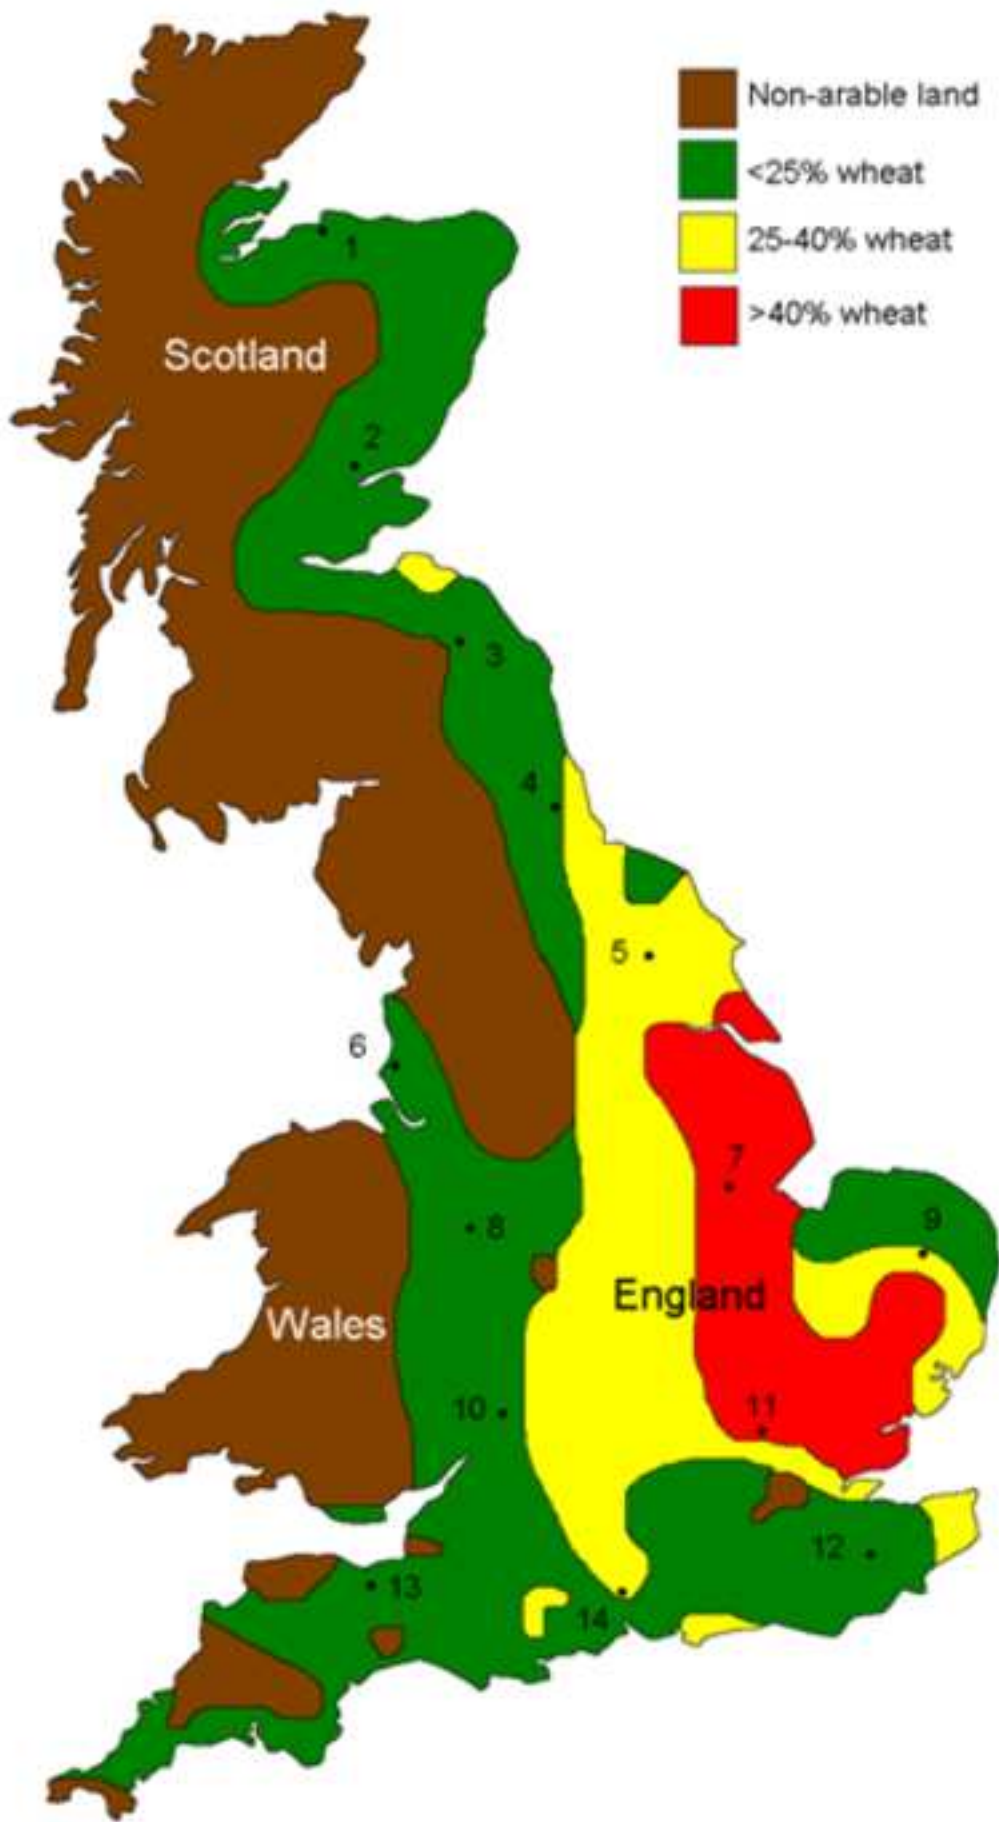 Non-arable land
<25% wheat
25-40% wheat
>40% wheat
1
Scotland
2
3
4
5
6
7
8
9
England
Wales
10
11
12
13
14